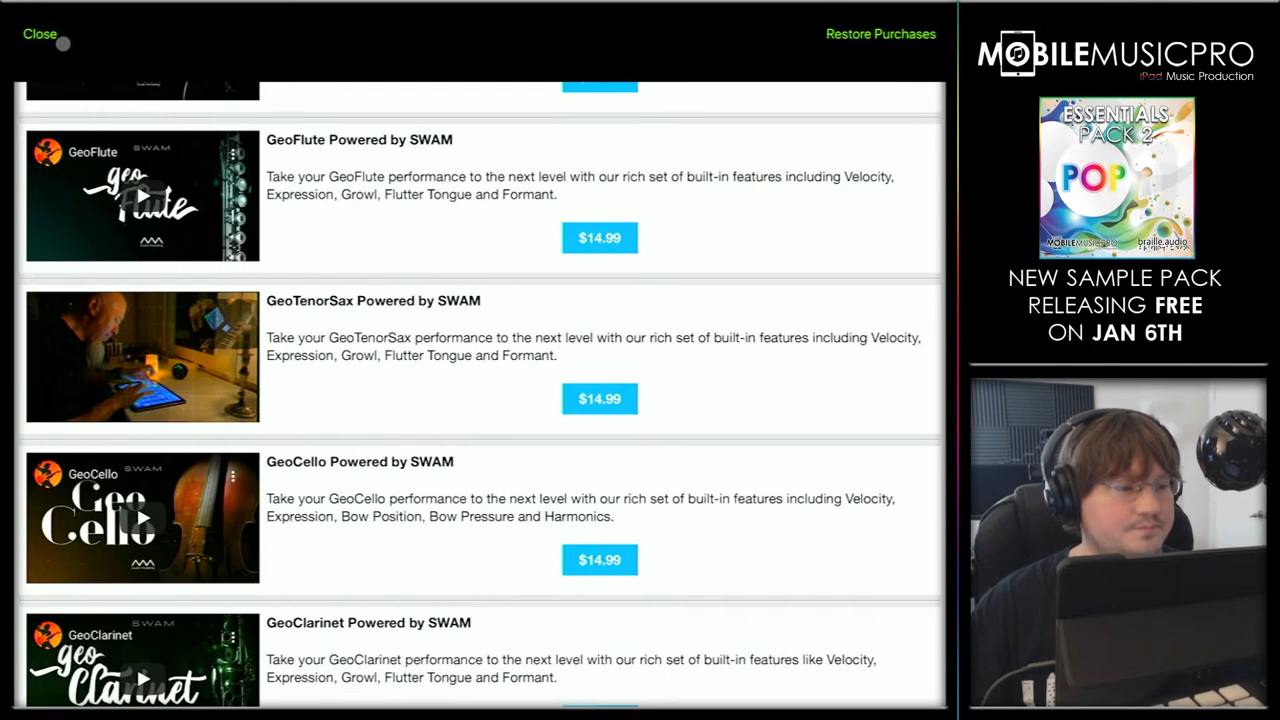 Close
Restore Purchases
GeoFlute
SWAM
geo
Flute
GeoFlute Powered by SWAM
Take your GeoFlute performance to the next level with our rich set of built-in features including Velocity,
Expression, Growl, Flutter Tongue and Formant.
$14.99
GeoTenorSax Powered by SWAM
Take your GeoTenorSax performance to the next level with our rich set of built-in features including Velocity,
Expression, Growl, Flutter Tongue and Formant.
$14.99
GeoCello
SWAM
Geo
Cello
GeoCello Powered by SWAM
Take your GeoCello performance to the next level with our rich set of built-in features including Velocity,
Expression, Bow Position, Bow Pressure and Harmonics.
$14.99
GeoClarinet
SWAM
geo
Clarinet
GeoClarinet Powered by SWAM
Take your GeoClarinet performance to the next level with our rich set of built-in features like Velocity,
Expression, Growl, Flutter Tongue and Formant.
MOBILEMUSICPRO
iPad Music Production
ESSENTIALS
PACK 2
POP
MOBILEMUSICPRO
braille.audio
NEW SAMPLE PACK
RELEASING FREE
ON JAN 6TH